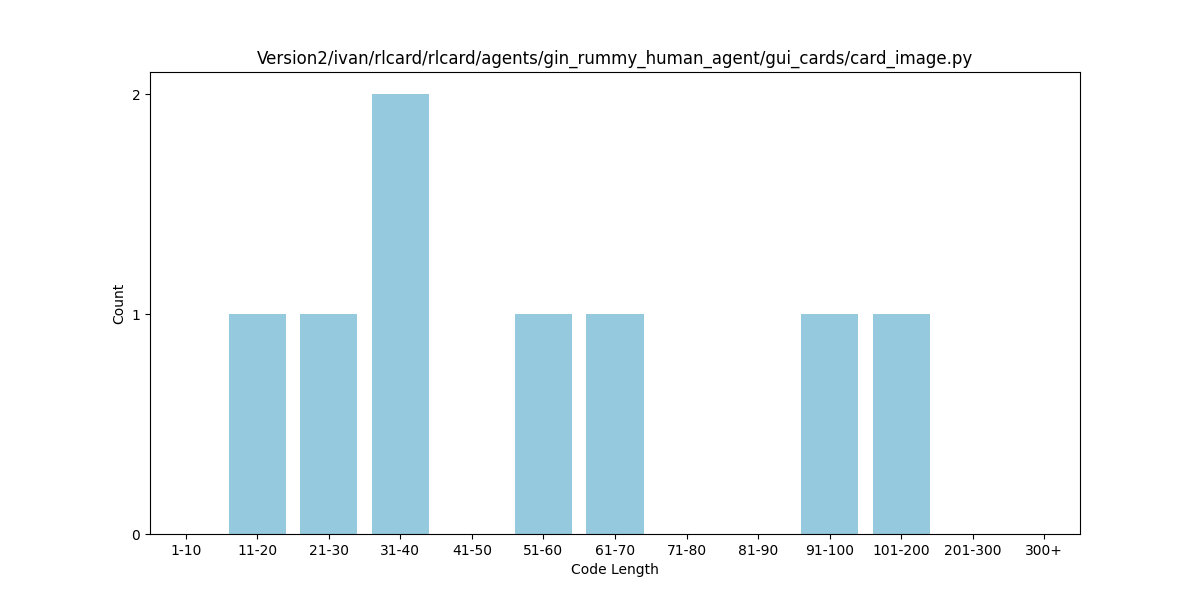 Version2/ivan/rlcard/rlcard/agents/gin_rummy_human_agent/gui_cards/card_image.py
2
1
0
Count
1-10 11-20 21-30 31-40 41-50 51-60 61-70 71-80 81-90 91-100 101-200 201-300 300+
Code Length